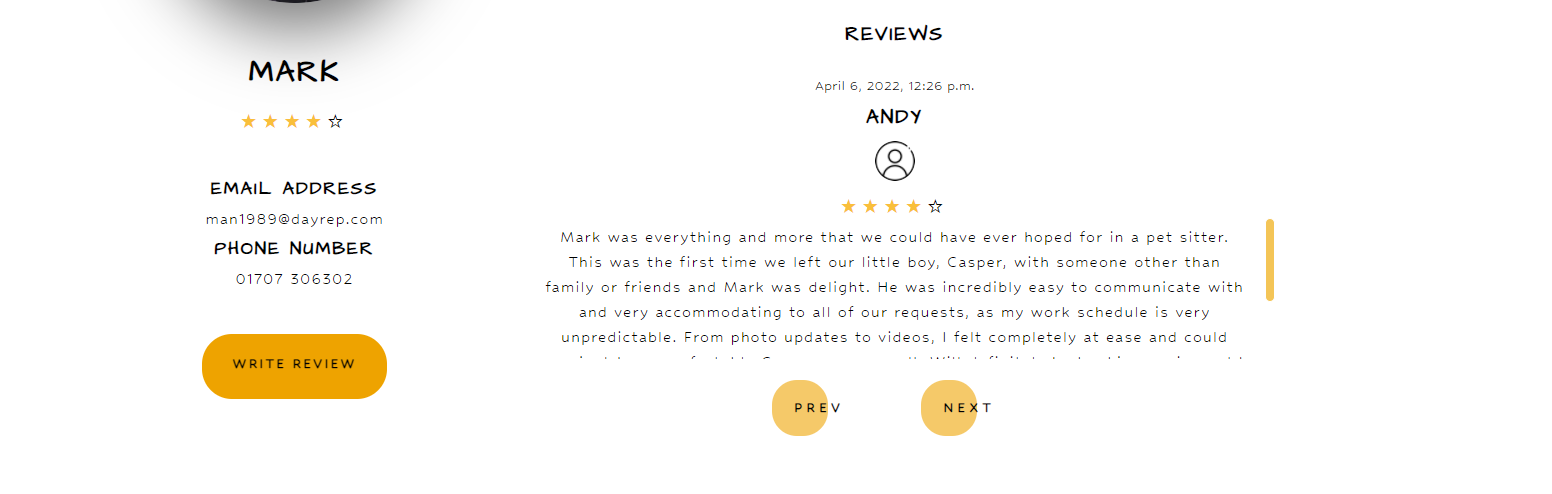 MARK
EMAIL ADDRESS
man1989@dayrep.com
PHONE NUMBER
01707 306302
WRITE REVIEW
REVIEWS
April 6, 2022, 12:26 p.m.
ANDY
Mark was everything and more that we could have ever hoped for in a pet sitter.
This was the first time we left our little boy, Casper, with someone other than
family or friends and Mark was delight. He was incredibly easy to communicate with
and very accommodating to all of our requests, as my work schedule is very
unpredictable. From photo updates to videos, I felt completely at ease and could
PREV
NEXT